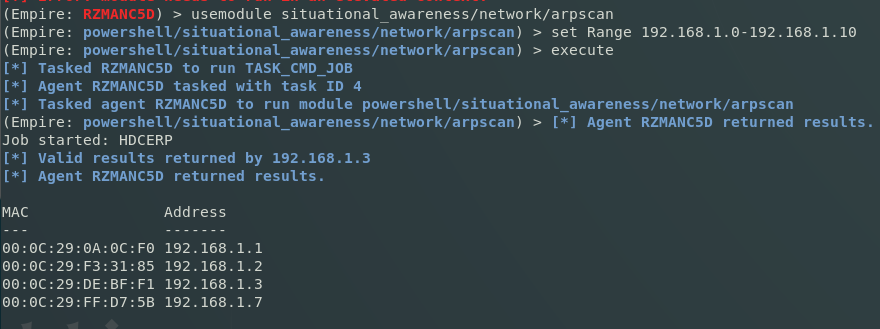 (Empire: RZMANC5D) > usemodule situational_awareness/network/arpscan
(Empire: powershell/situational_awareness/network/arpscan) > set Range 192.168.1.0-192.168.1.10
(Empire: powershell/situational_awareness/network/arpscan) > execute
[*] Tasked RZMANC5D to run TASK_CMD_JOB
[*] Agent RZMANC5D tasked with task ID 4
[*] Tasked agent RZMANC5D to run module powershell/situational_awareness/network/arpscan
(Empire: powershell/situational_awareness/network/arpscan) > [*] Agent RZMANC5D returned results.
Job started: HDCERP
[*] Valid results returned by 192.168.1.3
[*] Agent RZMANC5D returned results.
MAC Address
--- -------
00:0C:29:0A:0C:F0 192.168.1.1
00:0C:29:F3:31:85 192.168.1.2
00:0C:29:DE:BF:F1 192.168.1.3
00:0C:29:FF:D7:5B 192.168.1.7